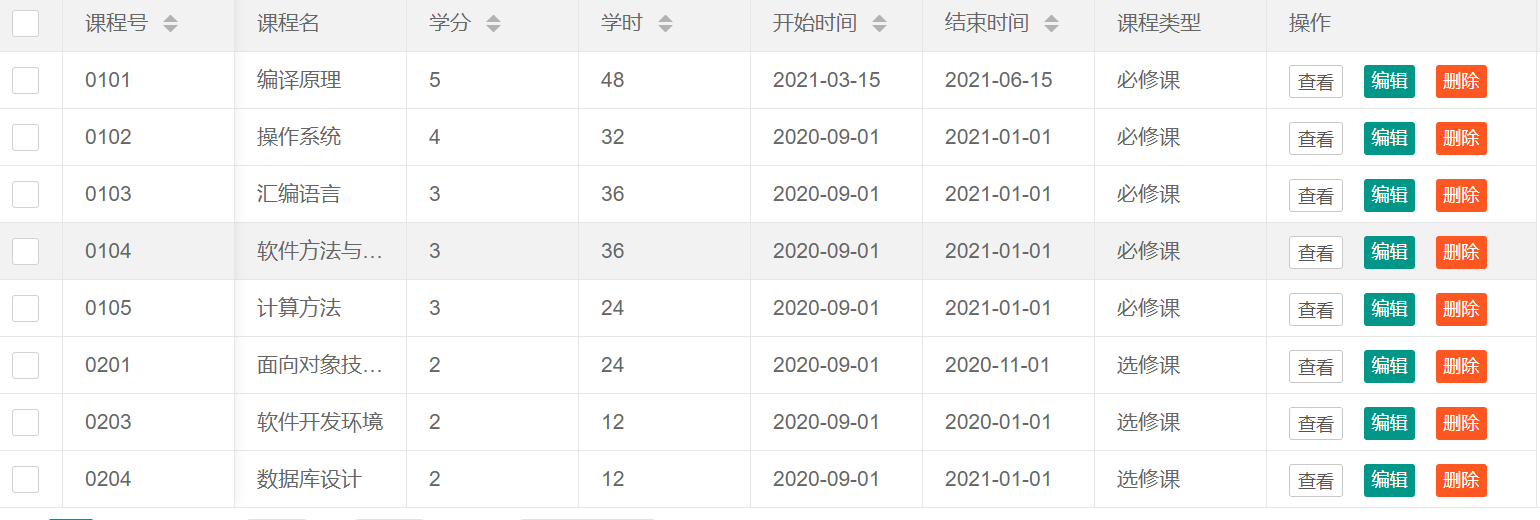 课程号 课程名 学分 学时 开始时间 结束时间 课程类型 操作
0101 编译原理 5 48 2021-03-15 2021-06-15 必修课 查看 编辑 删除
0102 操作系统 4 32 2020-09-01 2021-01-01 必修课 查看 编辑 删除
0103 汇编语言 3 36 2020-09-01 2021-01-01 必修课 查看 编辑 删除
0104 软件方法与… 3 36 2020-09-01 2021-01-01 必修课 查看 编辑 删除
0105 计算方法 3 24 2020-09-01 2021-01-01 必修课 查看 编辑 删除
0201 面向对象技… 2 24 2020-09-01 2020-11-01 选修课 查看 编辑 删除
0203 软件开发环境 2 12 2020-09-01 2020-01-01 选修课 查看 编辑 删除
0204 数据库设计 2 12 2020-09-01 2021-01-01 选修课 查看 编辑 删除